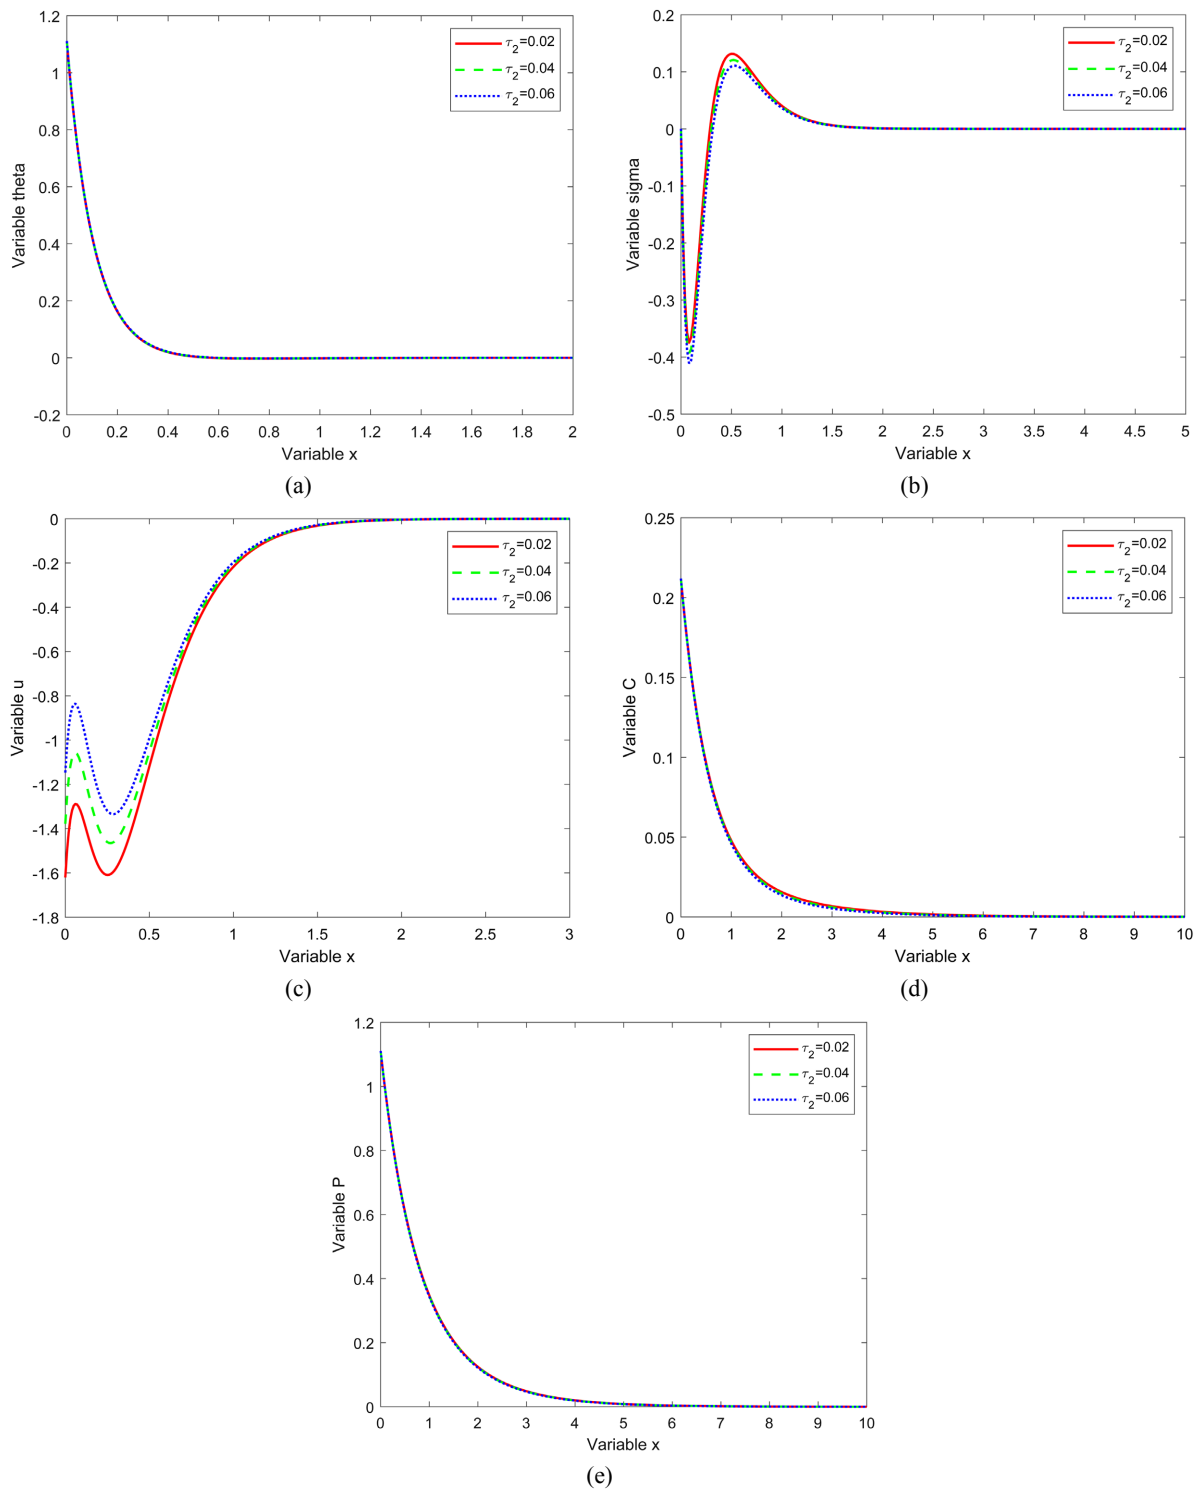 1.2
1
0.8
0.6
0.4
0.2
0
-0.2
Variable theta
τ2=0.02
τ2=0.04
τ2=0.06
0 0.2 0.4 0.6 0.8 1 1.2 1.4 1.6 1.8 2
Variable x
(a)
0.2
0.1
0
-0.1
-0.2
-0.3
-0.4
-0.5
Variable sigma
τ2=0.02
τ2=0.04
τ2=0.06
0 0.5 1 1.5 2 2.5 3 3.5 4 4.5 5
Variable x
(b)
0
-0.2
-0.4
-0.6
-0.8
-1
-1.2
-1.4
-1.6
-1.8
Variable u
τ2=0.02
τ2=0.04
τ2=0.06
0 0.5 1 1.5 2 2.5 3
Variable x
(c)
0.25
0.2
0.15
0.1
0.05
0
Variable C
τ2=0.02
τ2=0.04
τ2=0.06
0 1 2 3 4 5 6 7 8 9 10
Variable x
(d)
1.2
1
0.8
0.6
0.4
0.2
0
Variable P
τ2=0.02
τ2=0.04
τ2=0.06
0 1 2 3 4 5 6 7 8 9 10
Variable x
(e)